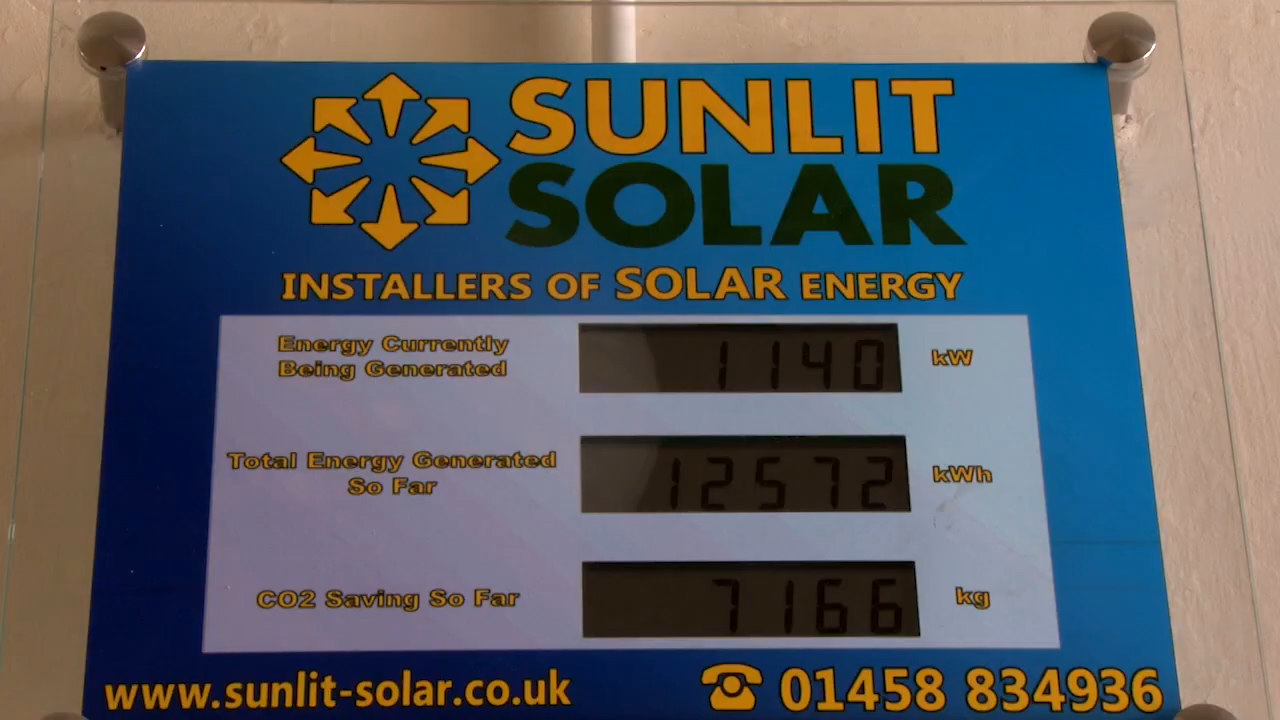 SUNLIT
SOLAR
INSTALLERS OF SOLAR ENERGY
Energy Currently
Being Generated
1140 kW
Total Energy Generated
So Far
12572 kWh
CO2 Saving So Far
7166 kg
www.sunlit-solar.co.uk 01458 834936